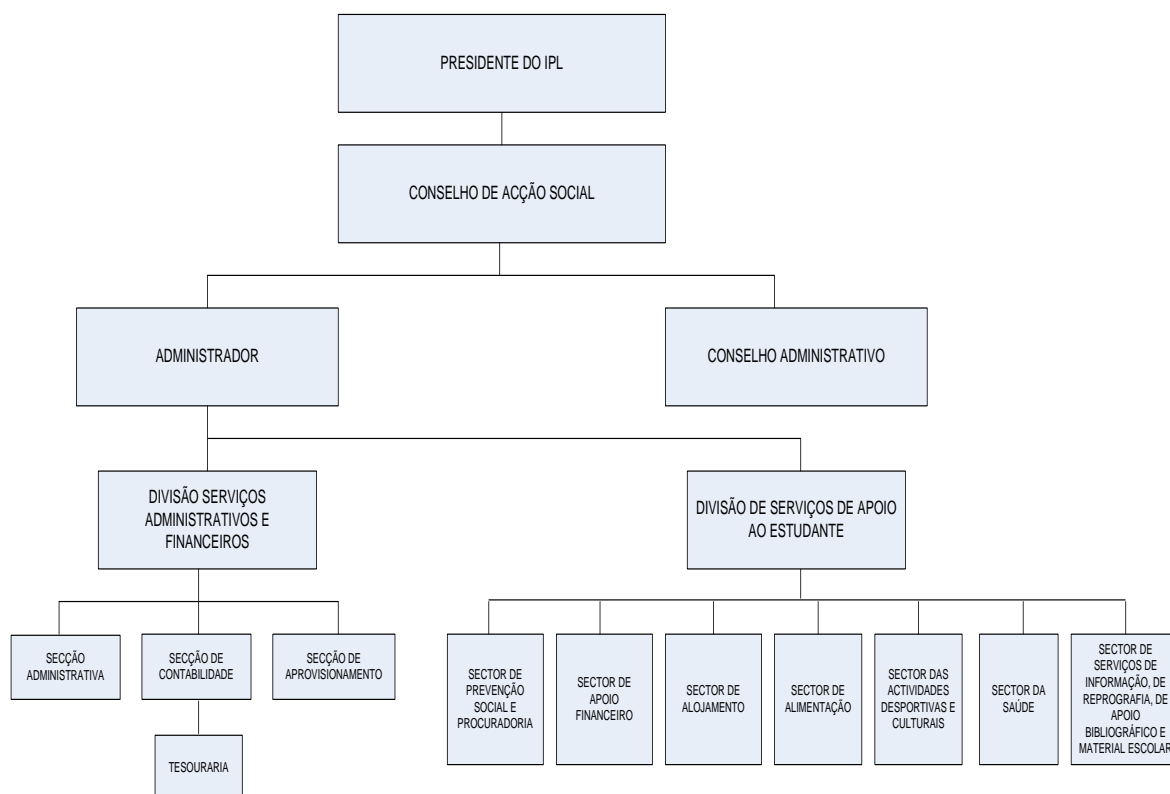 PRESIDENTE DO IPL
CONSELHO DE ACÇÃO SOCIAL
ADMINISTRADOR
CONSELHO ADMINISTRATIVO
DIVISÃO SERVIÇOS
ADMINISTRATIVOS E
FINANCEIROS
DIVISÃO DE SERVIÇOS DE APOIO
AO ESTUDANTE
SECÇÃO
ADMINISTRATIVA
SECÇÃO DE
CONTABILIDADE
SECÇÃO DE
APROVISIONAMENTO
TESOURARIA
SECTOR DE
PREVENÇÃO
SOCIAL E
PROCURADORIA
SECTOR DE
APOIO
FINANCEIRO
SECTOR DE
ALOJAMENTO
SECTOR DE
ALIMENTAÇÃO
SECTOR DAS
ACTIVIDADES
DESPORTIVAS E
CULTURAIS
SECTOR DA
SAÚDE
SECTOR DE
SERVIÇOS DE
INFORMAÇÃO, DE
REPROGRAFIA, DE
APOIO
BIBLIOGRÁFICO E
MATERIAL ESCOLAR